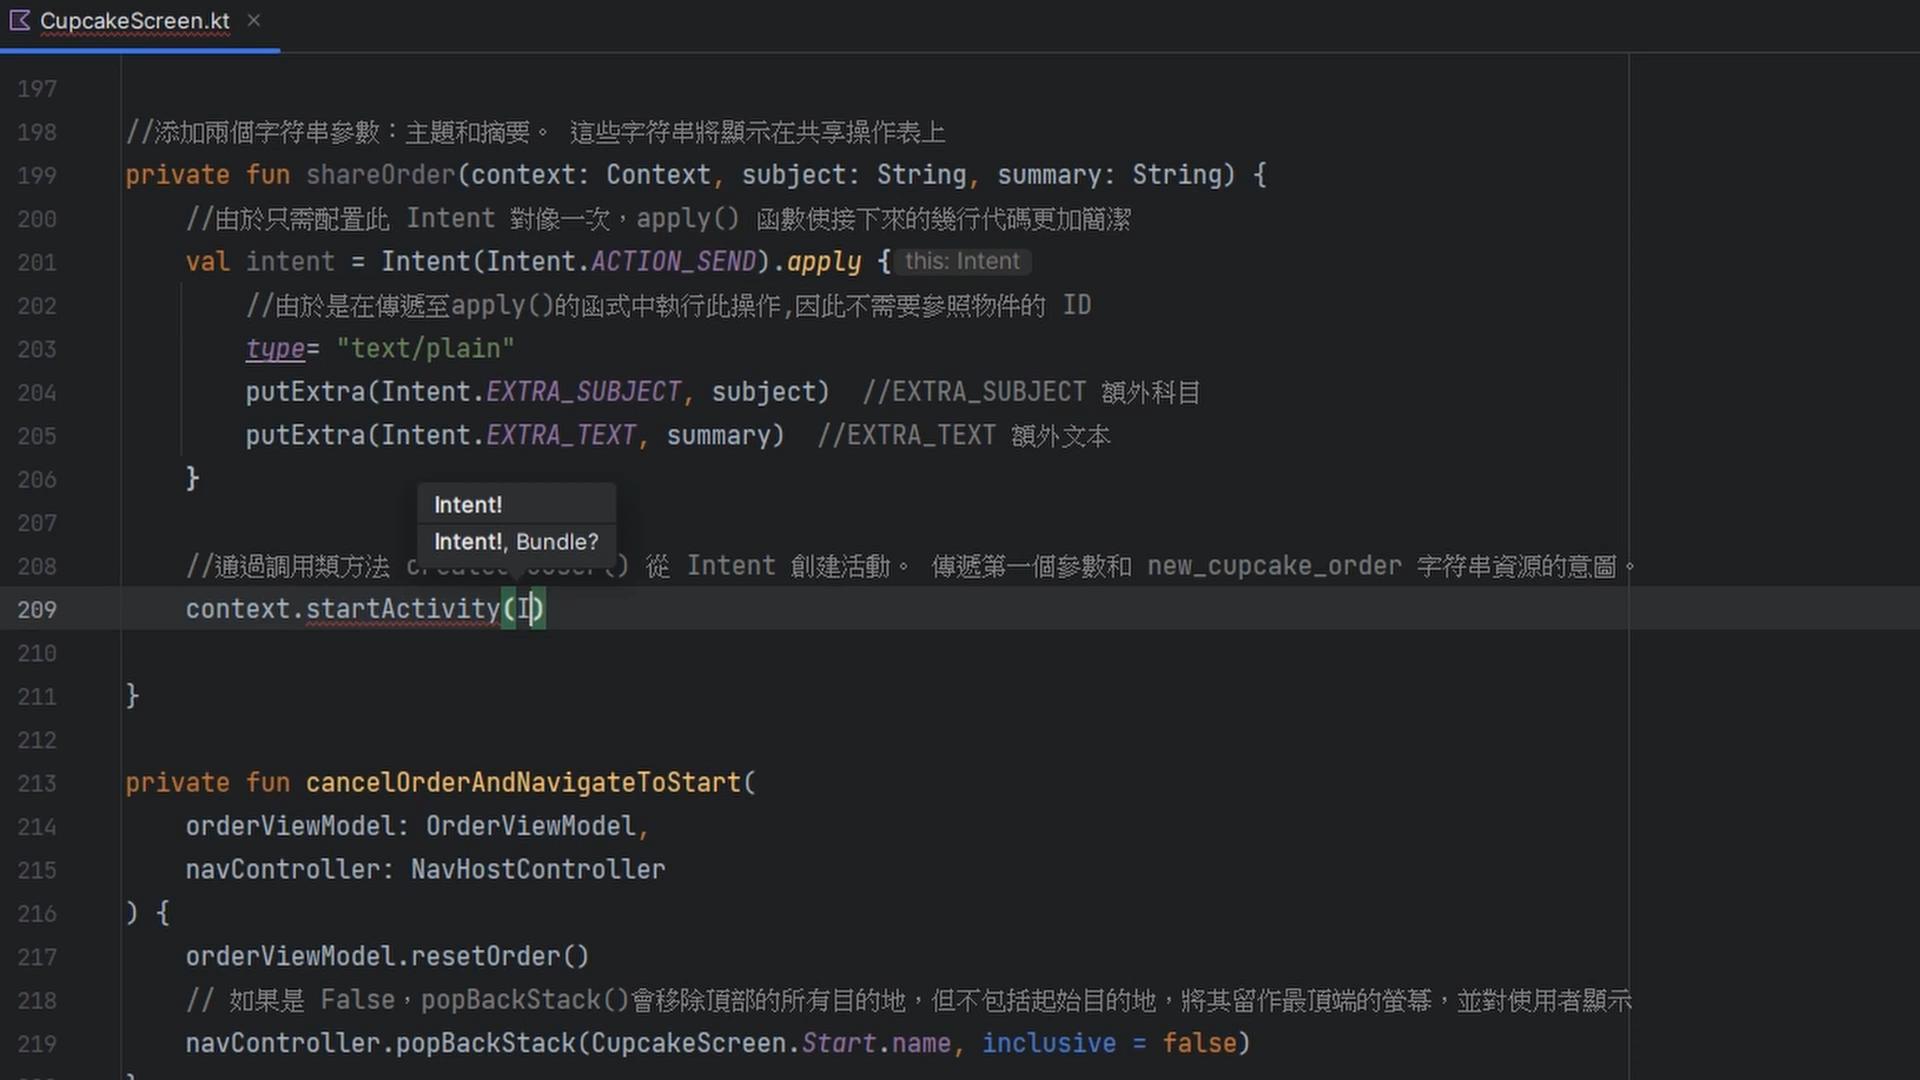 CupcakeScreen.kt
197
198 //添加兩個字符串參數：主題和摘要。 這些字符串將顯示在共享操作表上
199 private fun shareOrder(context: Context, subject: String, summary: String) {
200 //由於只需配置此 Intent 對像一次，apply() 函數使接下來的幾行代碼更加簡潔
201 val intent = Intent(Intent.ACTION_SEND).apply { this: Intent
202 //由於是在傳遞至apply()的函式中執行此操作,因此不需要參照物件的 ID
203 type= "text/plain"
204 putExtra(Intent.EXTRA_SUBJECT, subject) //EXTRA_SUBJECT 額外科目
205 putExtra(Intent.EXTRA_TEXT, summary) //EXTRA_TEXT 額外文本
206 }
Intent!
207
Intent!, Bundle?
208 //通過調用類方法 () 從 Intent 創建活動。 傳遞第一個參數和 new_cupcake_order 字符串資源的意圖。
209 context.startActivity(I)
210
211 }
212
213 private fun cancelOrderAndNavigateToStart(
214 orderViewModel: OrderViewModel,
215 navController: NavHostController
216 ) {
217 orderViewModel.resetOrder()
218 // 如果是 False，popBackStack()會移除頂部的所有目的地，但不包括起始目的地，將其留作最頂端的螢幕，並對使用者顯示
219 navController.popBackStack(CupcakeScreen.Start.name, inclusive = false)